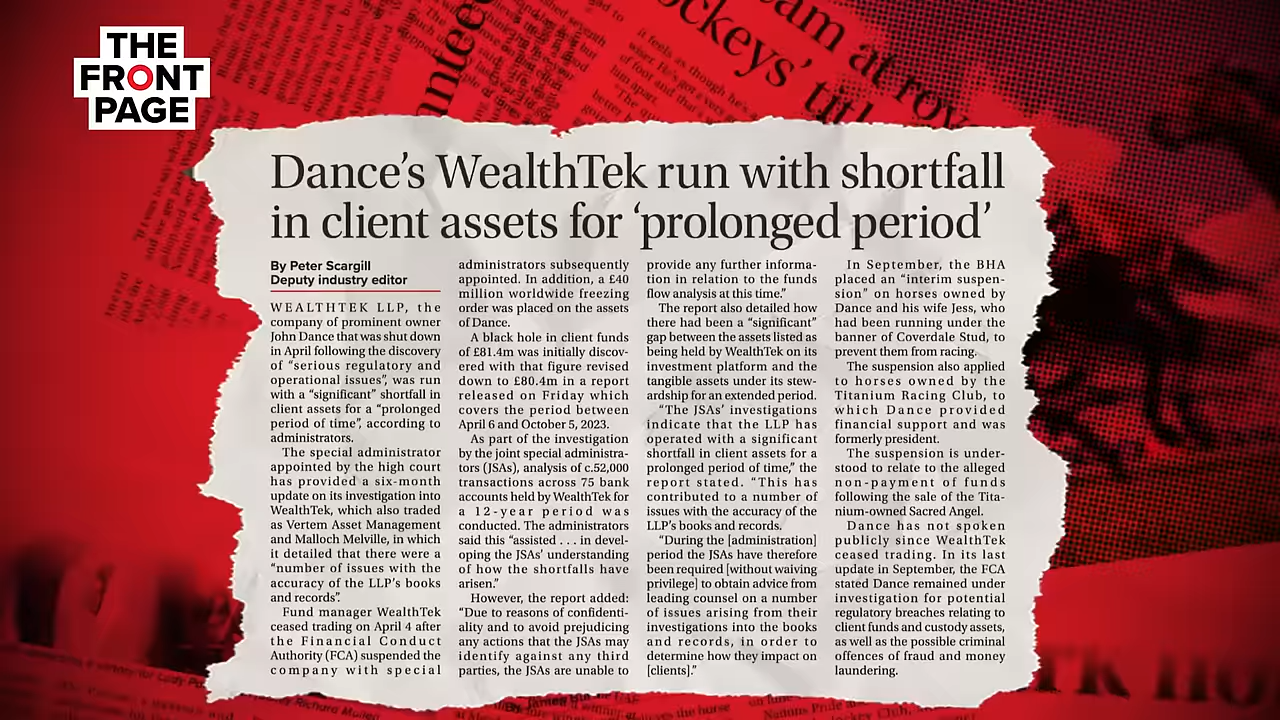 THE
FRONT
PAGE
am at row
ockeys' titl
Dance's WealthTek run with shortfall
in client assets for 'prolonged period'
By Peter Scargill
Deputy industry editor
WEALTHTEK LLP, the
company of prominent owner
John Dance that was shut down
in April following the discovery
of "serious regulatory and
operational issues", was run
with a "significant" shortfall in
client assets for a "prolonged
period of time", according to
administrators.
The special administrator
appointed by the high court
has provided a six-month
update on its investigation into
WealthTek, which also traded
as Vertem Asset Management
and Malloch Melville, in which
it detailed that there were a
"number of issues with the
accuracy of the LLP's books
and records".
Fund manager WealthTek
ceased trading on April 4 after
the Financial Conduct
Authority (FCA) suspended the
company with special
administrators subsequently
appointed. In addition, a £40
million worldwide freezing
order was placed on the assets
of Dance.
A black hole in client funds
of £81.4m was initially discov-
ered with that figure revised
down to £80.4m in a report
released on Friday which
covers the period between
April 6 and October 5, 2023.
As part of the investigation
by the joint special administra-
tors (JSAs), analysis of c.52,000
transactions across 75 bank
accounts held by WealthTek for
a 12-year period was
conducted. The administrators
said this "assisted . . . in devel-
oping the JSAs' understanding
of how the shortfalls have
arisen."
However, the report added:
"Due to reasons of confidenti-
ality and to avoid prejudicing
any actions that the JSAs may
identify against any third
parties, the JSAs are unable to
provide any further informa-
tion in relation to the funds
flow analysis at this time."
The report also detailed how
there had been a "significant"
gap between the assets listed as
being held by WealthTek on its
investment platform and the
tangible assets under its stew-
ardship for an extended period.
"The JSAs' investigations
indicate that the LLP has
operated with a significant
shortfall in client assets for a
prolonged period of time," the
report stated. "This has
contributed to a number of
issues with the accuracy of the
LLP's books and records.
"During the [administration]
period the JSAs have therefore
been required [without waiving
privilege] to obtain advice from
leading counsel on a number
of issues arising from their
investigations into the books
and records, in order to
determine how they impact on
[clients]."
In September, the BHA
placed an "interim suspen-
sion" on horses owned by
Dance and his wife Jess, who
had been running under the
banner of Coverdale Stud, to
prevent them from racing.
The suspension also applied
to horses owned by the
Titanium Racing Club, to
which Dance provided
financial support and was
formerly president.
The suspension is under-
stood to relate to the alleged
non-payment of funds
following the sale of the Tita-
nium-owned Sacred Angel.
Dance has not spoken
publicly since WealthTek
ceased trading. In its last
update in September, the FCA
stated Dance remained under
investigation for potential
regulatory breaches relating to
client funds and custody assets,
as well as the possible criminal
offences of fraud and money
laundering.